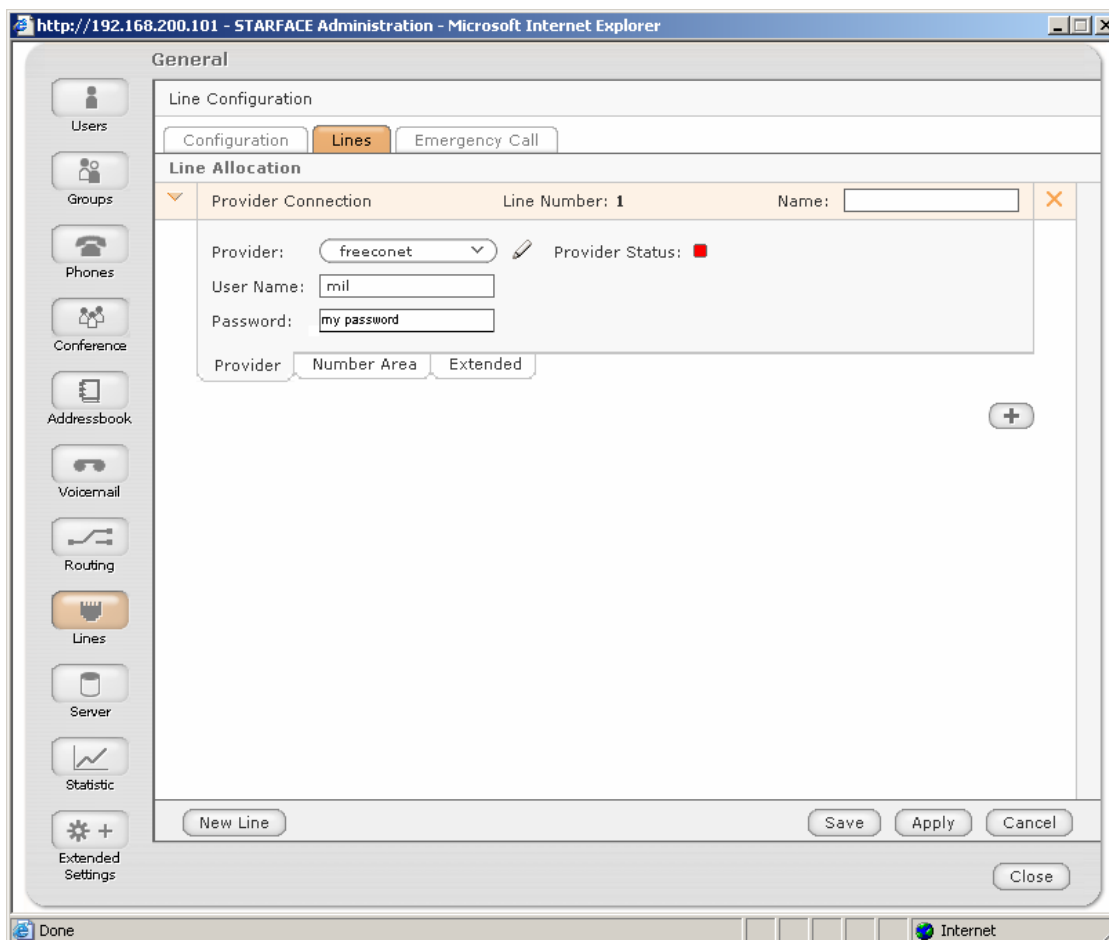 http://192.168.200.101 - STARFACE Administration - Microsoft Internet Explorer
General
Users
Groups
Phones
Conference
Addressbook
Voicemail
Routing
Lines
Server
Statistic
Extended
Settings
Line Configuration
Configuration Lines Emergency Call
Line Allocation
Provider Connection Line Number: 1 Name:
Provider: freeconet Provider Status:
User Name: mil
Password: my password
Provider Number Area Extended
New Line Save Apply Cancel
Close
Done Internet